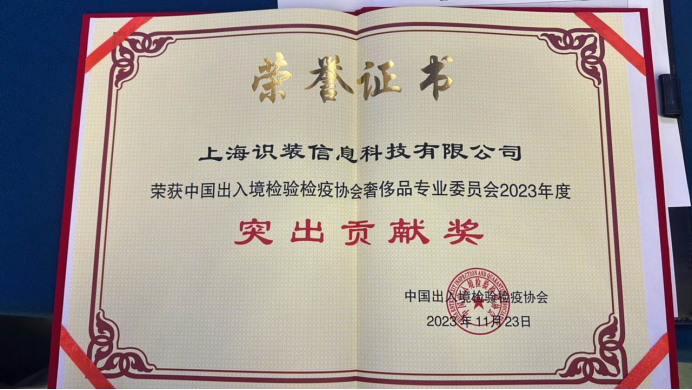 荣誉证书
上海识装信息科技有限公司
荣获中国出入境检验检疫协会奢侈品专业委员会2023年度
突出贡献奖
中国出入境检验检疫协会
2023年11月23日